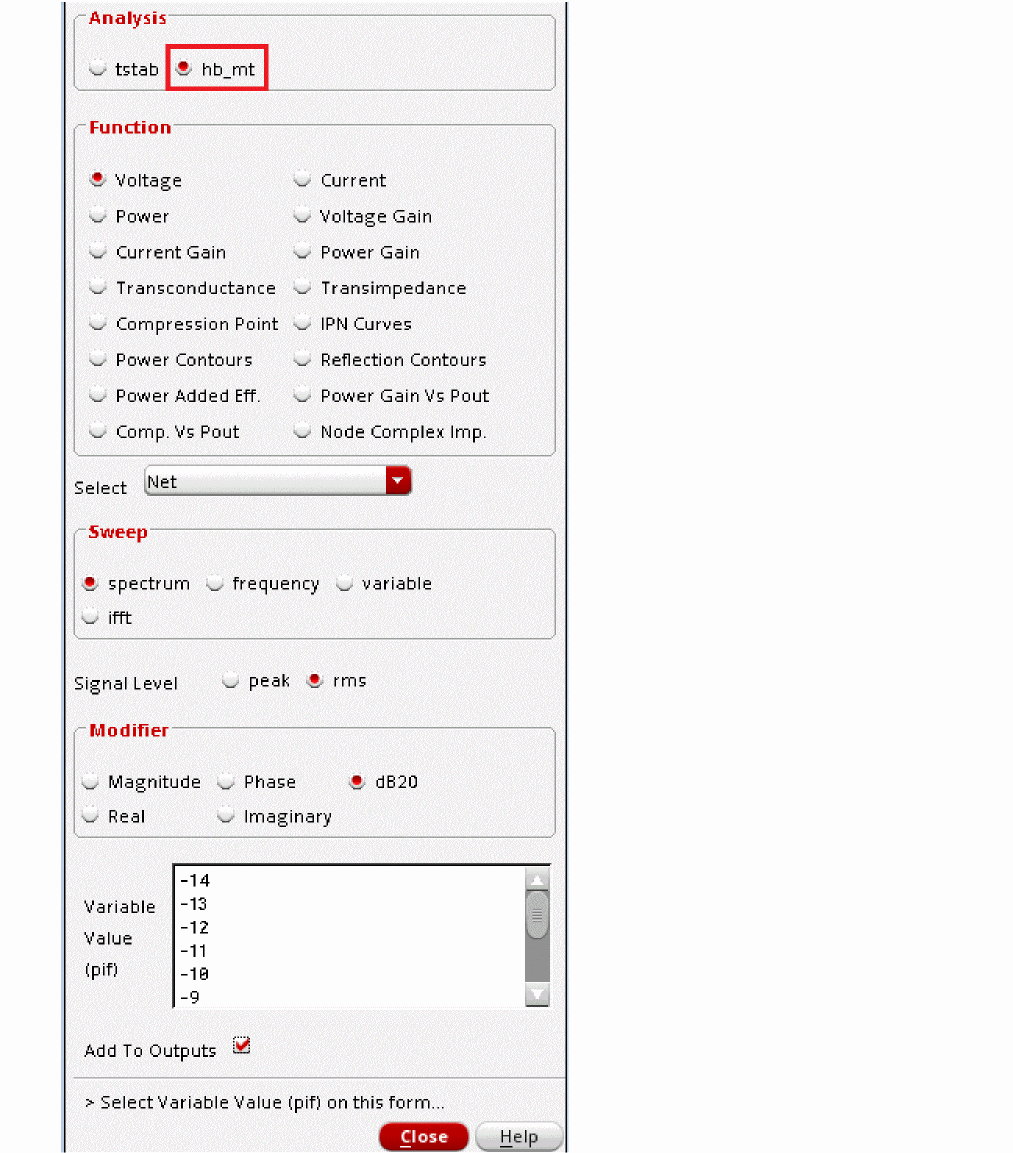 Analysis
tstab hb_mt
Function
Voltage Current
Power Voltage Gain
Current Gain Power Gain
Transconductance Transimpedance
Compression Point IPN Curves
Power Contours Reflection Contours
Power Added Eff. Power Gain Vs Pout
Comp. Vs Pout Node Complex Imp.
Select Net
Sweep
spectrum frequency variable
ifft
Signal Level peak rms
Modifier
Magnitude Phase dB20
Real Imaginary
Variable Value (pif)
-14
-13
-12
-11
-10
-9
Add To Outputs
> Select Variable Value (pif) on this form...
Close Help